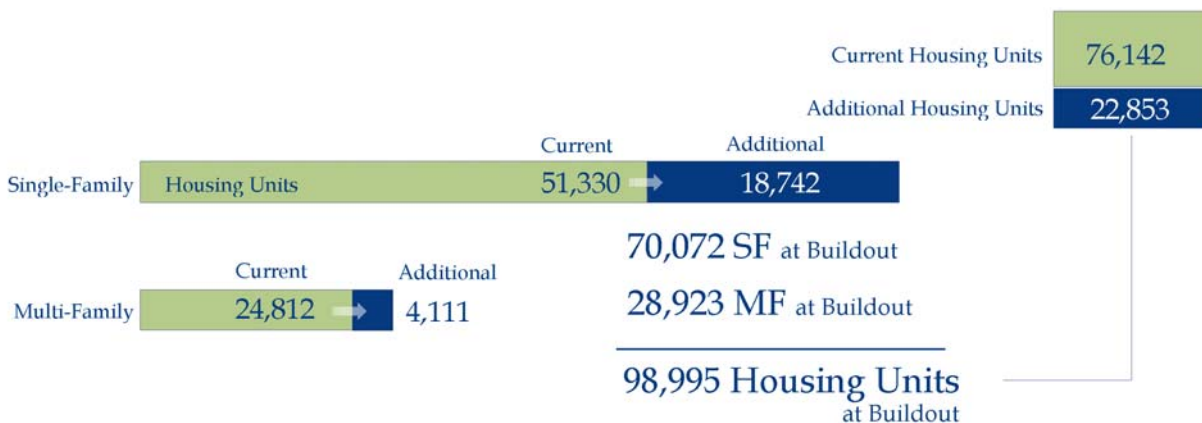 Current Housing Units 76,142
Additional Housing Units 22,853
Current Additional
Single-Family Housing Units 51,330 18,742
70,072 SF at Buildout
Current Additional
Multi-Family 24,812 4,111
28,923 MF at Buildout
98,995 Housing Units
at Buildout